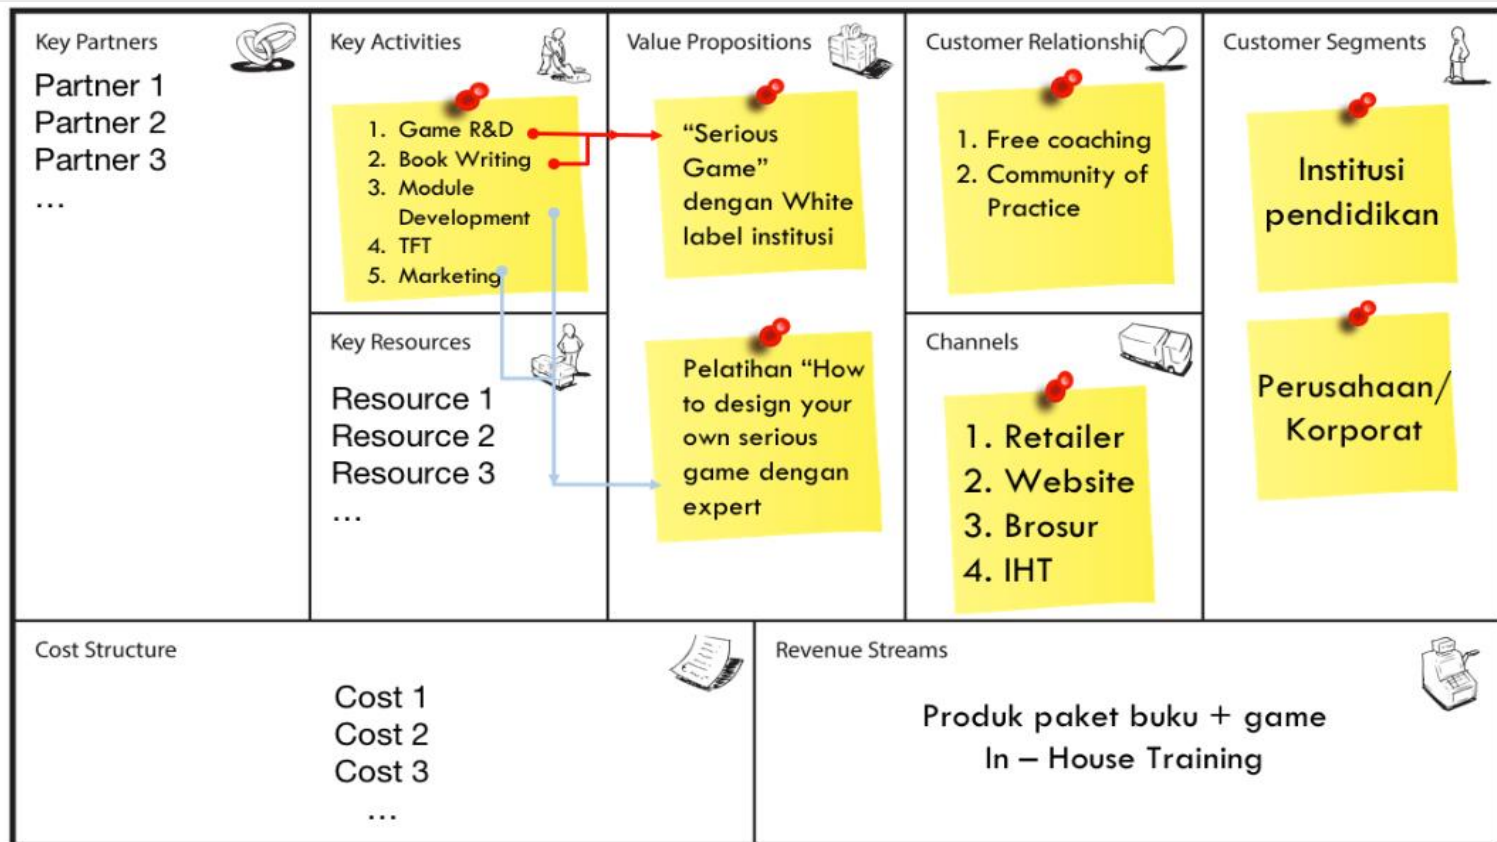 Key Partners
Partner 1
Partner 2
Partner 3
...
Key Activities
1. Game R&D
2. Book Writing
3. Module
Development
4. TFT
5. Marketing
Key Resources
Resource 1
Resource 2
Resource 3
...
Value Propositions
“Serious
Game”
dengan White
label institusi
Pelatihan “How
to design your
own serious
game dengan
expert
Customer Relationship
1. Free coaching
2. Community of
Practice
Channels
1. Retailer
2. Website
3. Brosur
4. IHT
Customer Segments
Institusi
pendidikan
Perusahaan/
Korporat
Cost Structure
Cost 1
Cost 2
Cost 3
...
Revenue Streams
Produk paket buku + game
In – House Training